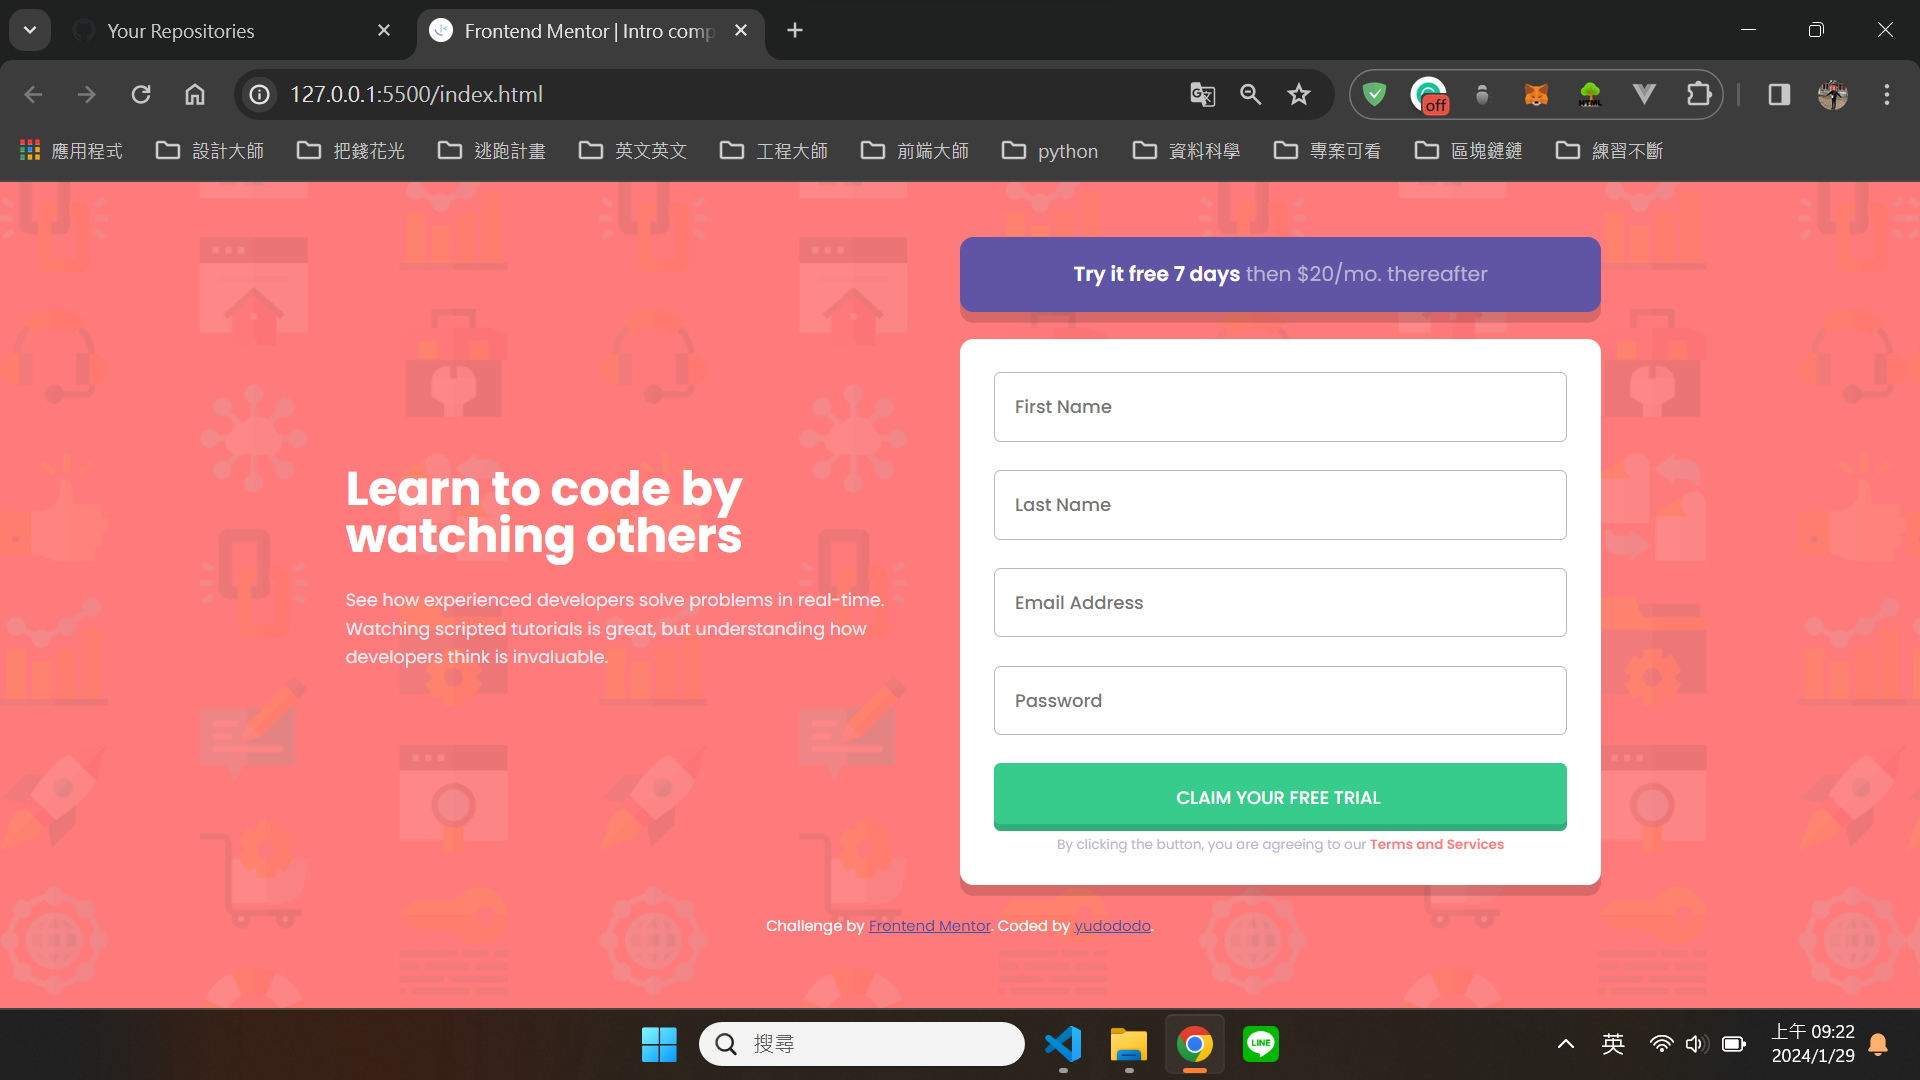 Your Repositories
Frontend Mentor | Intro comp
127.0.0.1:5500/index.html
off
HTML
應用程式
設計大師
把錢花光
逃跑計畫
英文英文
工程大師
前端大師
python
資料科學
專案可看
區塊鏈鏈
練習不斷
Try it free 7 days then $20/mo. thereafter
First Name
Last Name
Email Address
Password
CLAIM YOUR FREE TRIAL
By clicking the button, you are agreeing to our Terms and Services
Learn to code by
watching others
See how experienced developers solve problems in real-time.
Watching scripted tutorials is great, but understanding how
developers think is invaluable.
Challenge by Frontend Mentor. Coded by yudododo.
搜尋
LINE
英
上午 09:22
2024/1/29